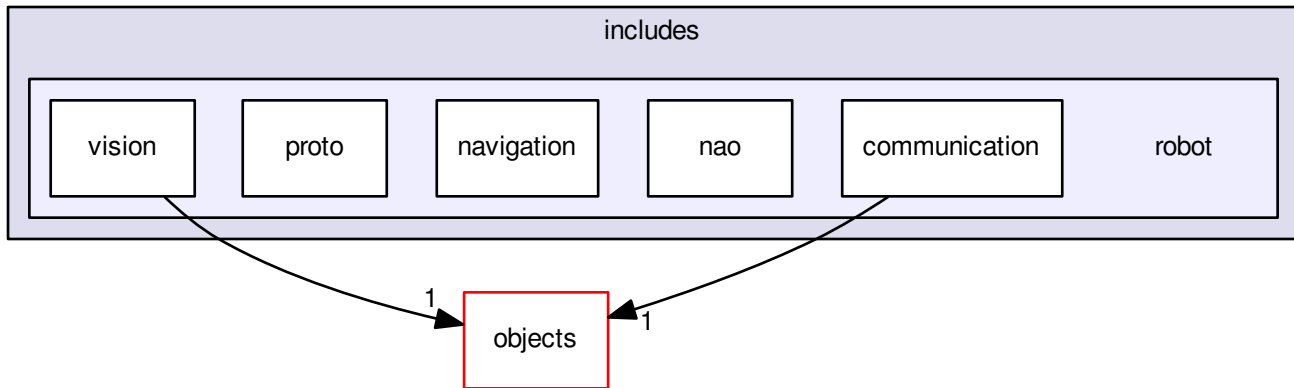 includes
vision
proto
navigation
nao
communication
robot
1
1
objects